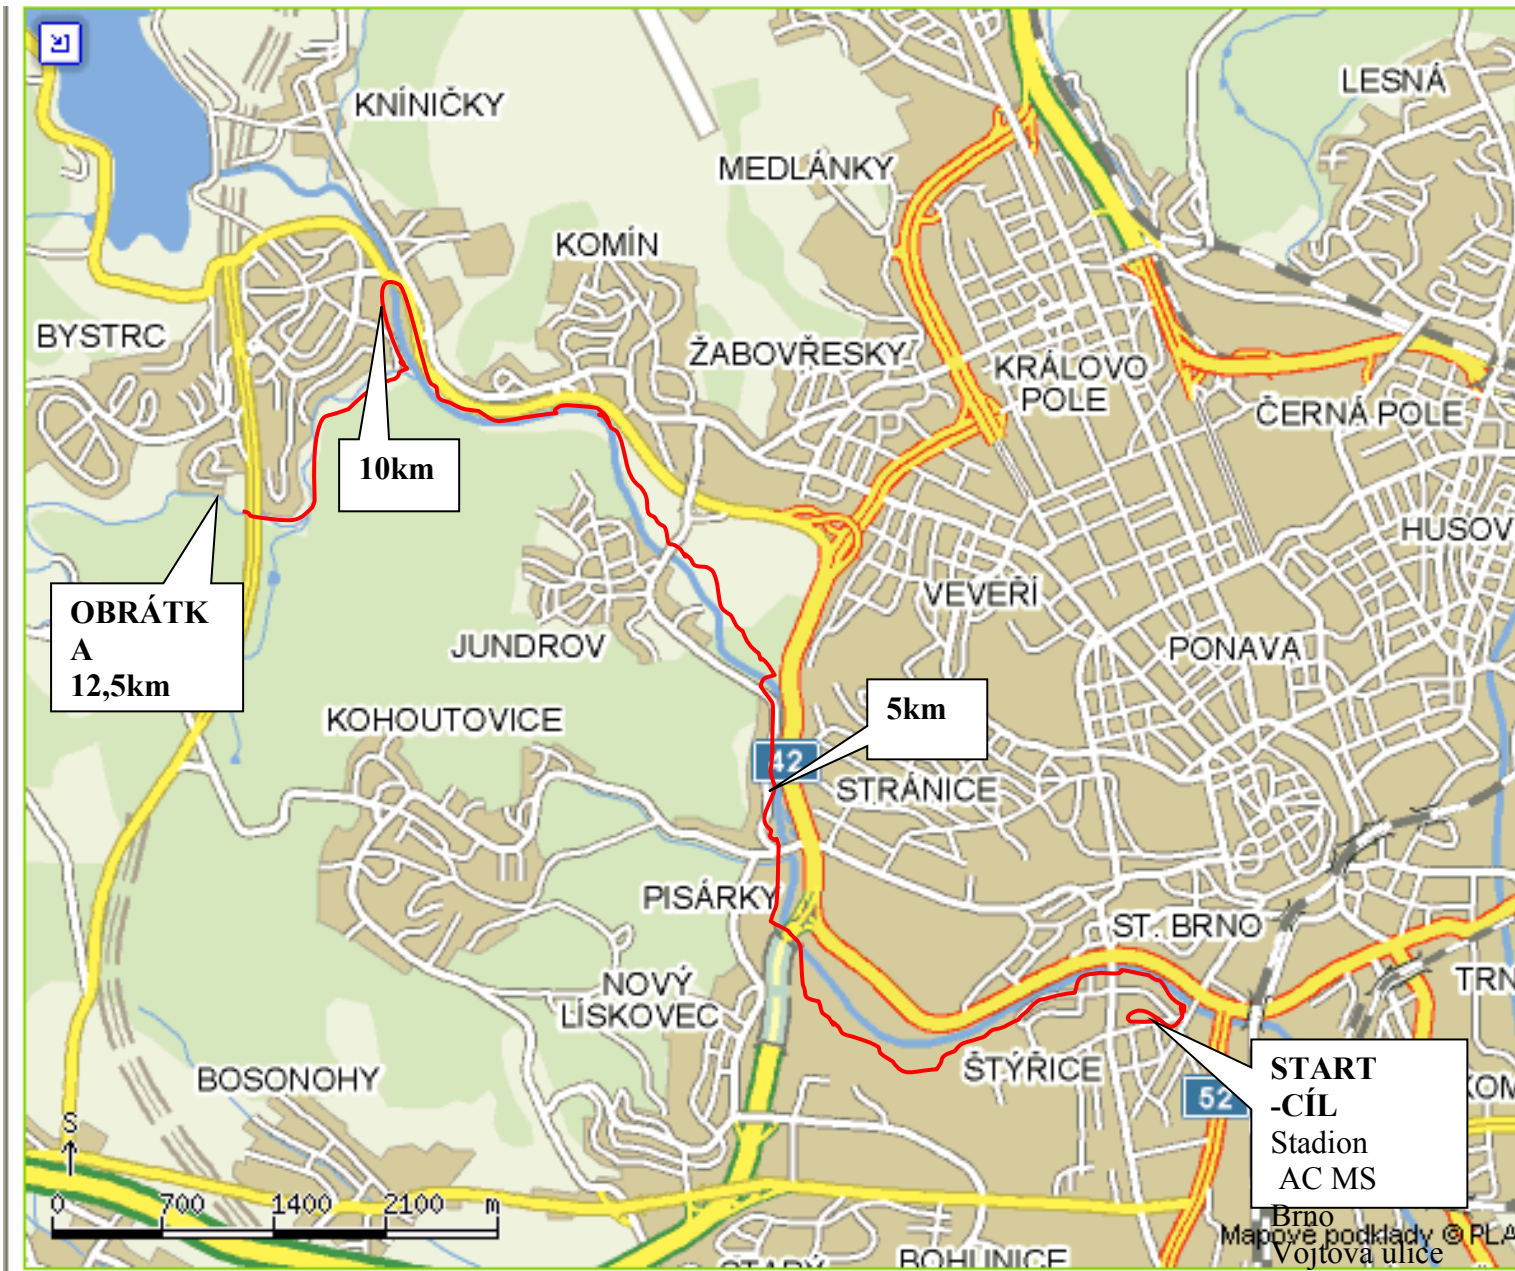 LESNÁ
KNÍNIČKY
MEDLÁNKY
KOMÍN
BYSTRC
ŽABOVŘESKY
KRÁLOVO
POLE
ČERNÁ POLE
10km
HUSOV
OBRÁTK
A
12,5km
VEVEŘÍ
JUNDROV
PONAVA
KOHOUTOVICE
5km
42
STRÁNICE
PISÁRKY
ST. BRNO
NOVÝ
LÍSKOVEC
TRN
BOSONOHY
ŠTÝŘICE
52
KOM
START
-CÍL
Stadion
AC MS
Brno
Vojtova ulice
S
0 700 1400 2100 m
STARÝ
BOHUNICE
Mapové podklady © PLA